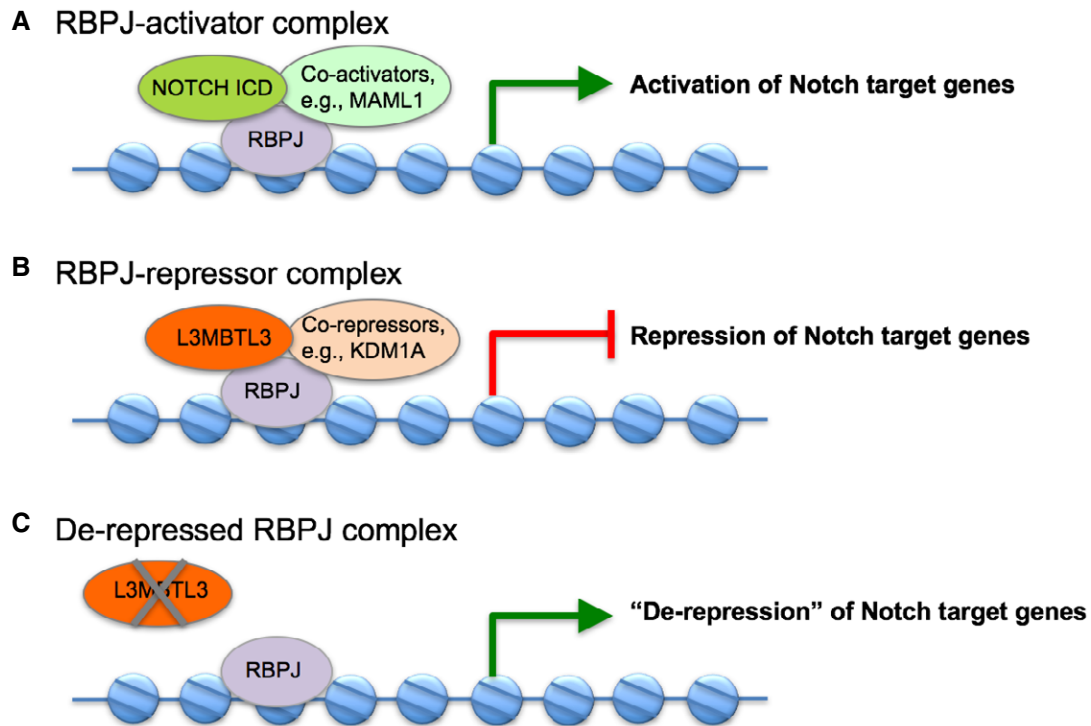 A RBPJ-activator complex
NOTCH ICD
Co-activators,
e.g., MAML1
RBPJ
Activation of Notch target genes
B RBPJ-repressor complex
L3MBTL3
Co-repressors,
e.g., KDM1A
RBPJ
Repression of Notch target genes
C De-repressed RBPJ complex
L3MBTL3
RBPJ
“De-repression” of Notch target genes